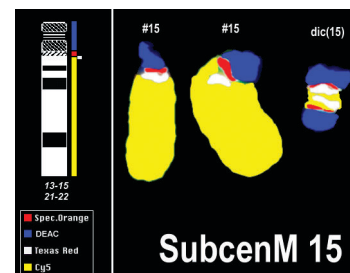 #15
#15
dic(15)
13-15
21-22
Spec.Orange
DEAC
Texas Red
Cy5
SubcenM 15